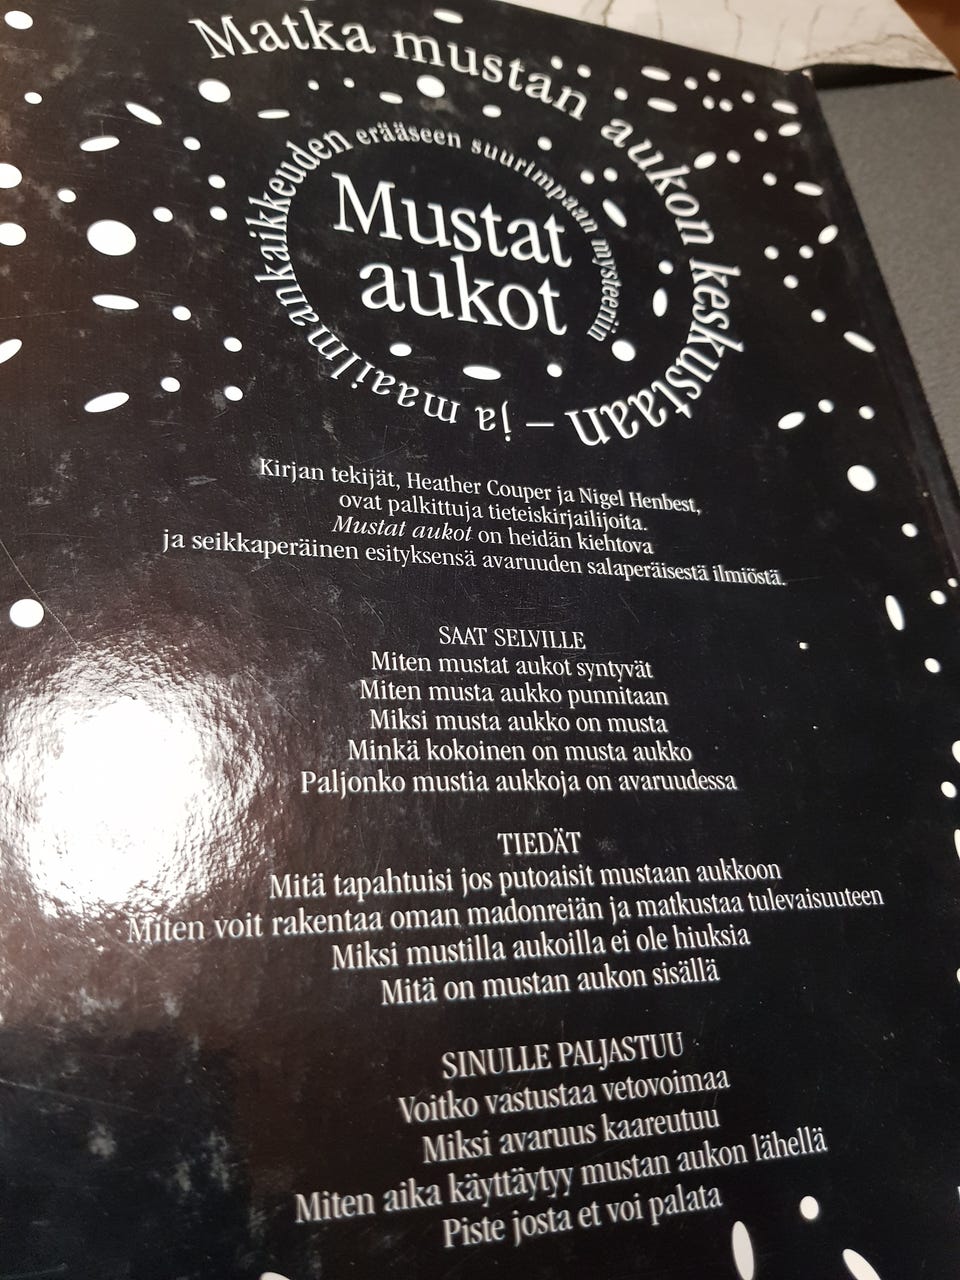 Matka mustan aukon keskustaan
– ja maailmankaikkeuden erääseen suurimpaan mysteeriin
Mustat
aukot
Kirjan tekijät, Heather Couper ja Nigel Henbest,
ovat palkittuja tieteiskirjailijoita.
Mustat aukot on heidän kiehtova
ja seikkaperäinen esityksensä avaruuden salaperäisestä ilmiöstä.
SAAT SELVILLE
Miten mustat aukot syntyvät
Miten musta aukko punnitaan
Miksi musta aukko on musta
Minkä kokoinen on musta aukko
Paljonko mustia aukkoja on avaruudessa
TIEDÄT
Mitä tapahtuisi jos putoaisit mustaan aukkoon
Miten voit rakentaa oman madonreiän ja matkustaa tulevaisuuteen
Miksi mustilla aukoilla ei ole hiuksia
Mitä on mustan aukon sisällä
SINULLE PALJASTUU
Voitko vastustaa vetovoimaa
Miksi avaruus kaareutuu
Miten aika käyttäytyy mustan aukon lähellä
Piste josta et voi palata